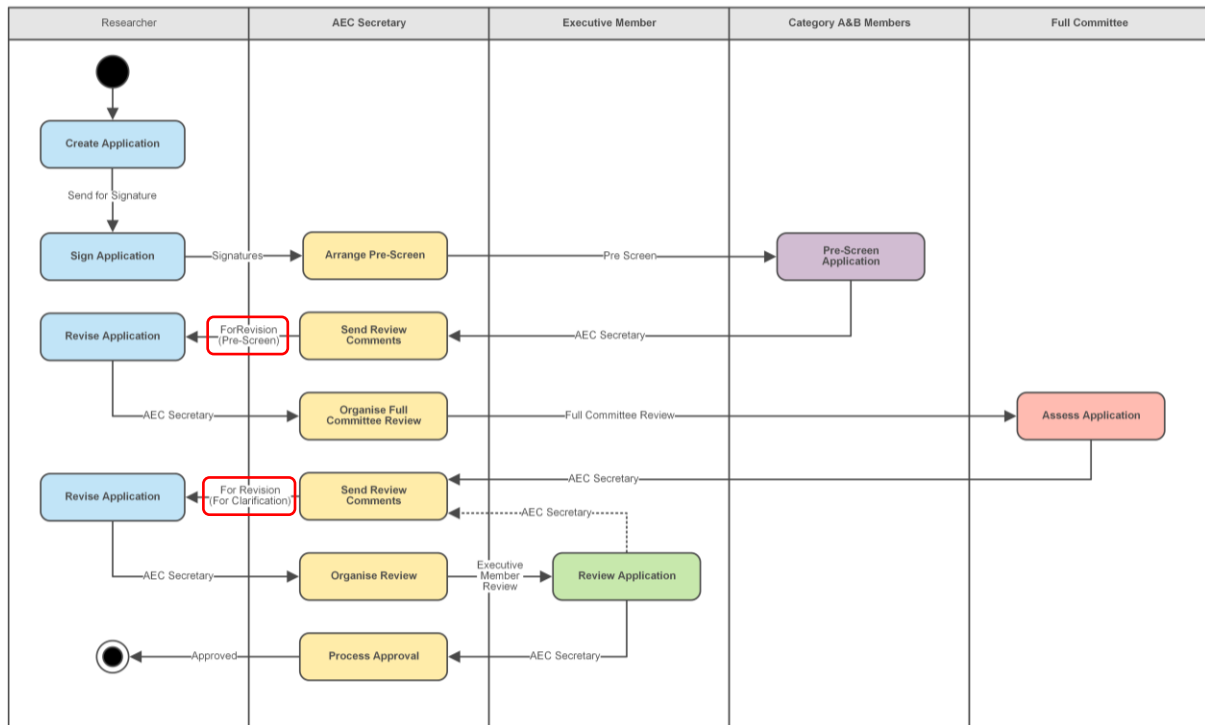 Researcher
AEC Secretary
Executive Member
Category A&B Members
Full Committee
Create Application
Send for Signature
Sign Application
Signatures
Arrange Pre-Screen
Pre Screen
Pre-Screen
Application
Revise Application
ForRevision
(Pre-Screen)
Send Review
Comments
AEC Secretary
AEC Secretary
Organise Full
Committee Review
Full Committee Review
Assess Application
AEC Secretary
Revise Application
For Revision
(For Clarification)
Send Review
Comments
AEC Secretary
AEC Secretary
Organise Review
Executive
Member
Review
Review Application
Approved
Process Approval
AEC Secretary